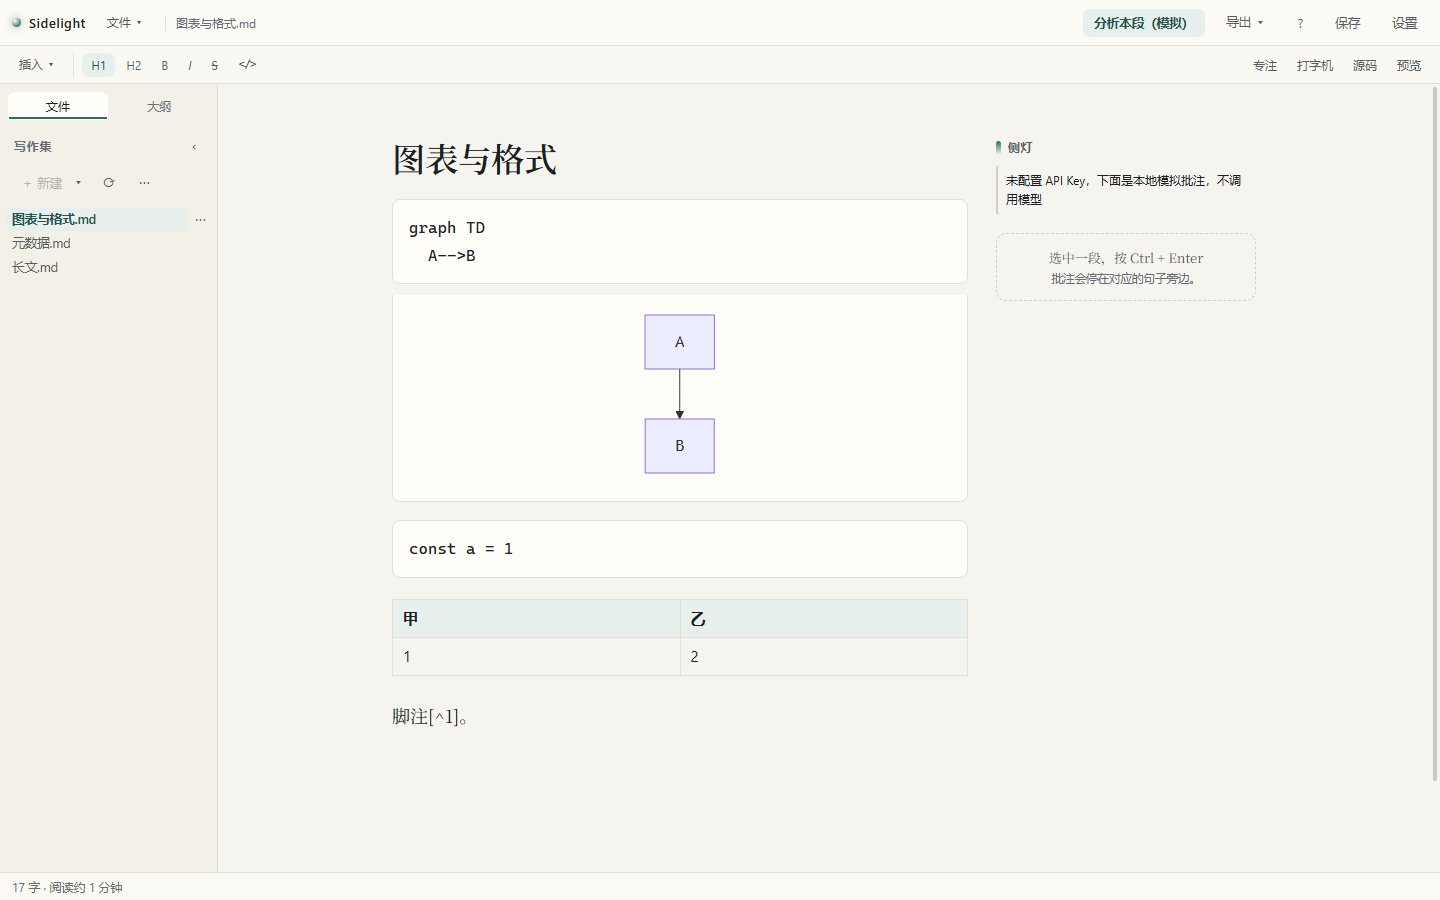 Sidelight 文件 图表与格式.md 分析本段（模拟） 导出 ? 保存 设置
插入 H1 H2 B I S </> 专注 打字机 源码 预览
文件 大纲
写作集
+ 新建
图表与格式.md
元数据.md
长文.md
图表与格式
graph TD
A-->B
A
B
const a = 1
甲 乙
1 2
脚注[^1]。
侧灯
未配置 API Key，下面是本地模拟批注，不调
用模型
选中一段，按 Ctrl + Enter
批注会停在对应的句子旁边。
17 字 · 阅读约 1 分钟